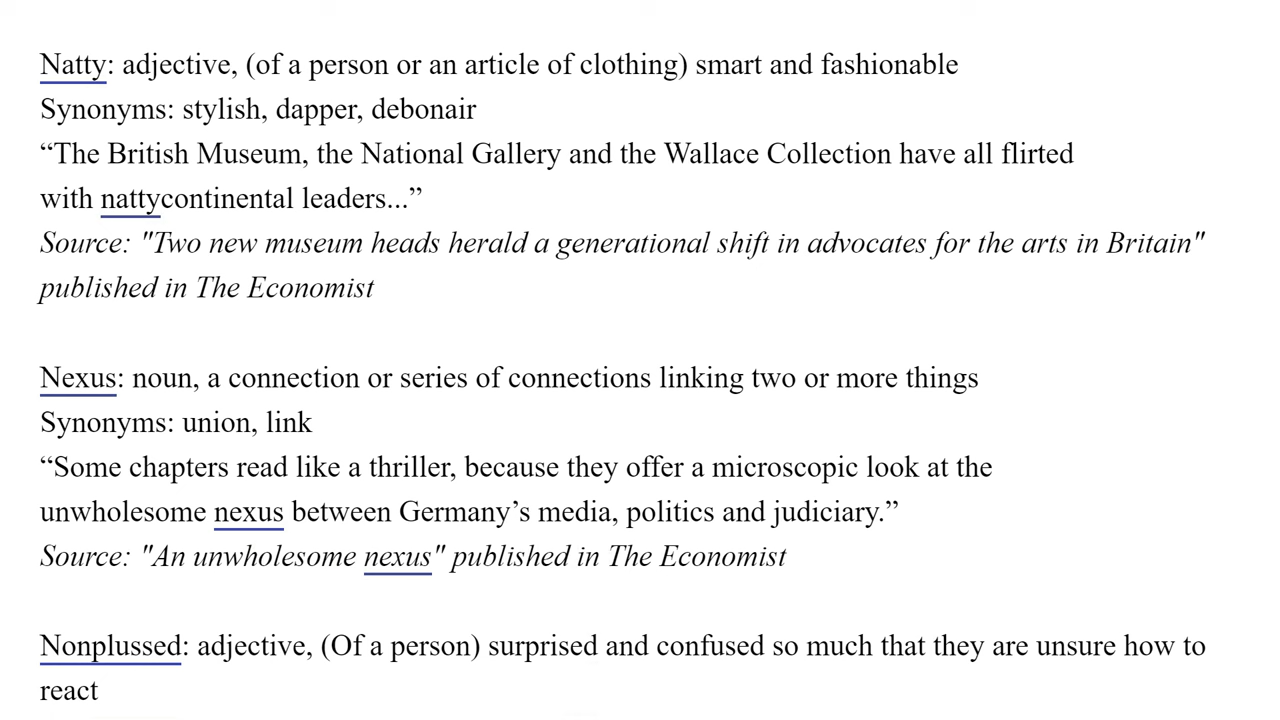 Natty: adjective, (of a person or an article of clothing) smart and fashionable
Synonyms: stylish, dapper, debonair
“The British Museum, the National Gallery and the Wallace Collection have all flirted
with nattycontinental leaders...”
Source: "Two new museum heads herald a generational shift in advocates for the arts in Britain"
published in The Economist
Nexus: noun, a connection or series of connections linking two or more things
Synonyms: union, link
“Some chapters read like a thriller, because they offer a microscopic look at the
unwholesome nexus between Germany’s media, politics and judiciary.”
Source: "An unwholesome nexus" published in The Economist
Nonplussed: adjective, (Of a person) surprised and confused so much that they are unsure how to
react